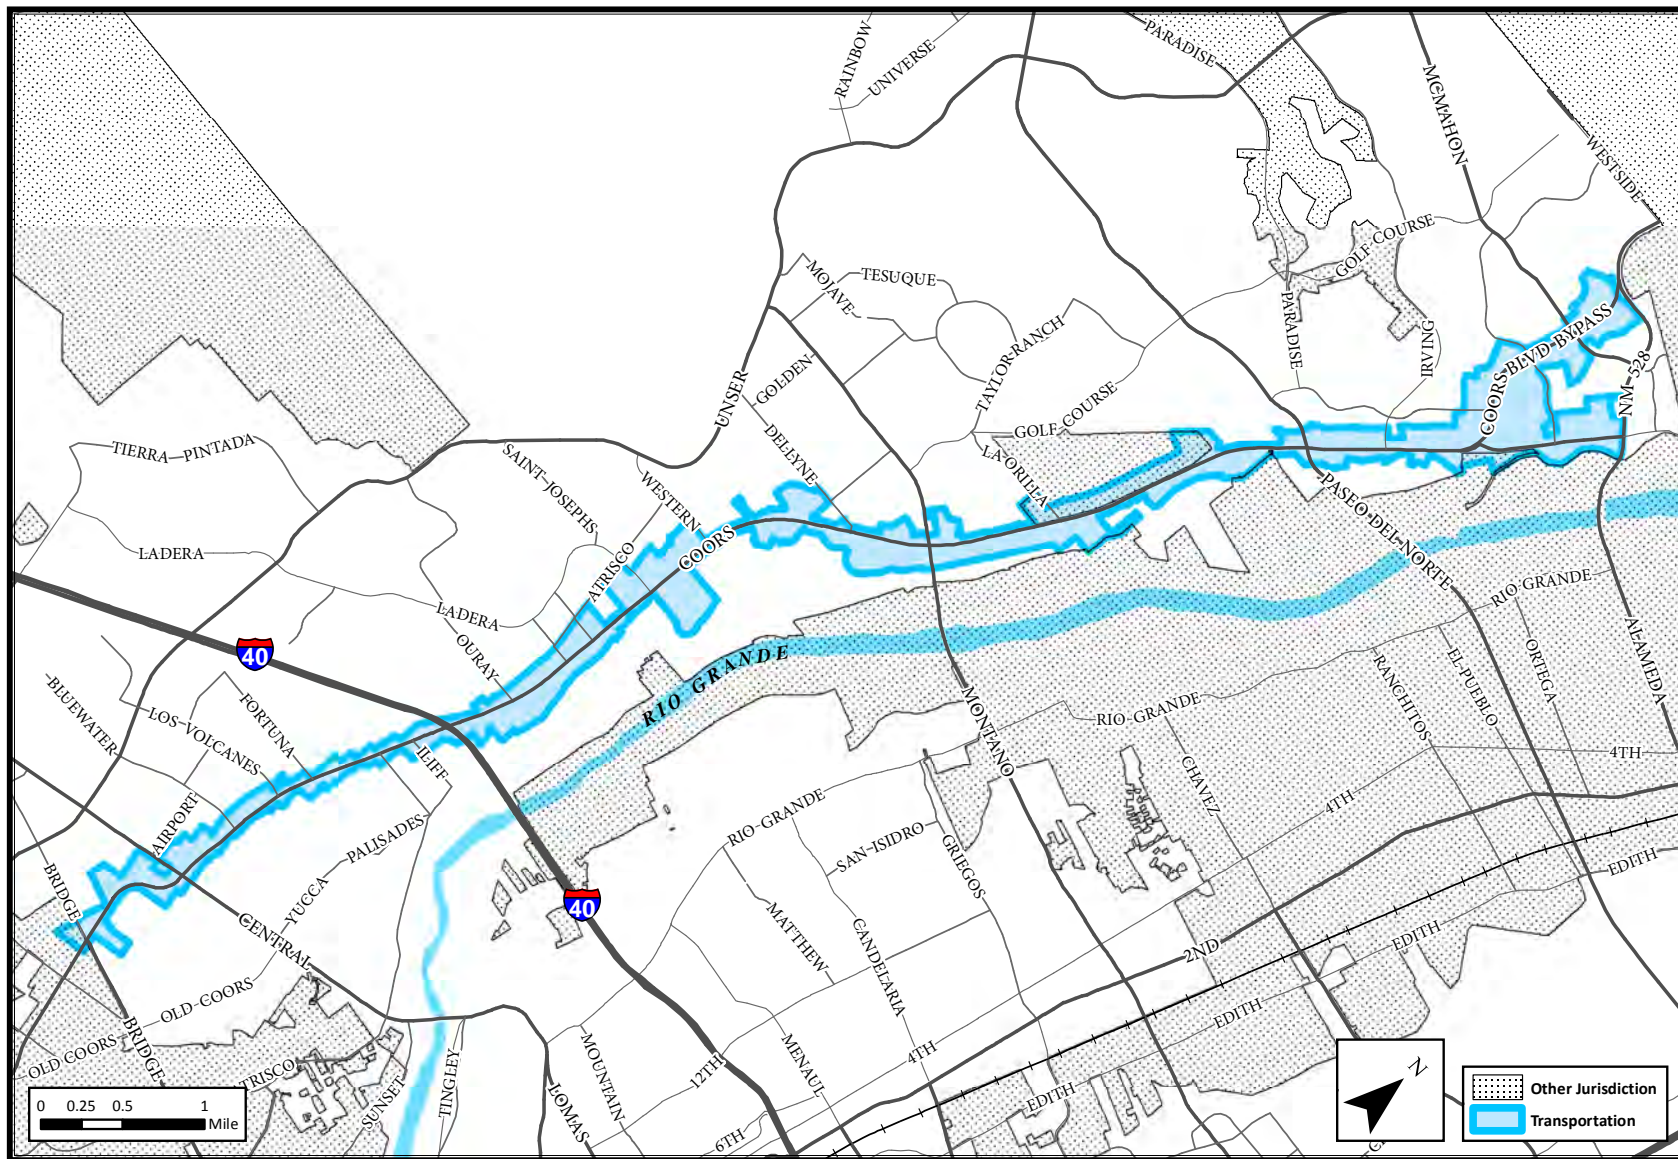 RAINBOW
UNIVERSE
PARADISE
MCMAHON
WESTSIDE
GOLF COURSE
MOJAVE
TESUQUE
TAYLOR RANCH
PARADISE
IRVING
COORS BLVD BYPASS
NM 528
UNSER
GOLDEN
DELLYNE
GOLF COURSE
LA ORILLA
TIERRA PINTADA
SAINT JOSEPHS
WESTERN
COORS
PASEO DEL NORTE
LADERA
ATRISCO
LADERA
OURAY
RIO GRANDE
ALAMEDA
40
RIO GRANDE
BLUEWATER
LOS VOLCANES
FORTUNA
ILIFF
MONTANO
RIO GRANDE
RANCHITOS
EL PUEBLO
ORTEGA
4TH
CHAVEZ
4TH
AIRPORT
PALISADES
YUCCA
RIO GRANDE
SAN ISIDRO
GRIEGOS
EDITH
BRIDGE
CENTRAL
40
MATTHEW
CANDELARIA
2ND
EDITH
OLD COORS
EDITH
OLD COORS
BRIDGE
TRISCO
SUNSET
TINGLEY
LOMAS
MOUNTAIN
12TH
MENAUL
4TH
6TH
EDITH
0 0.25 0.5 1
Mile
N
Other Jurisdiction
Transportation